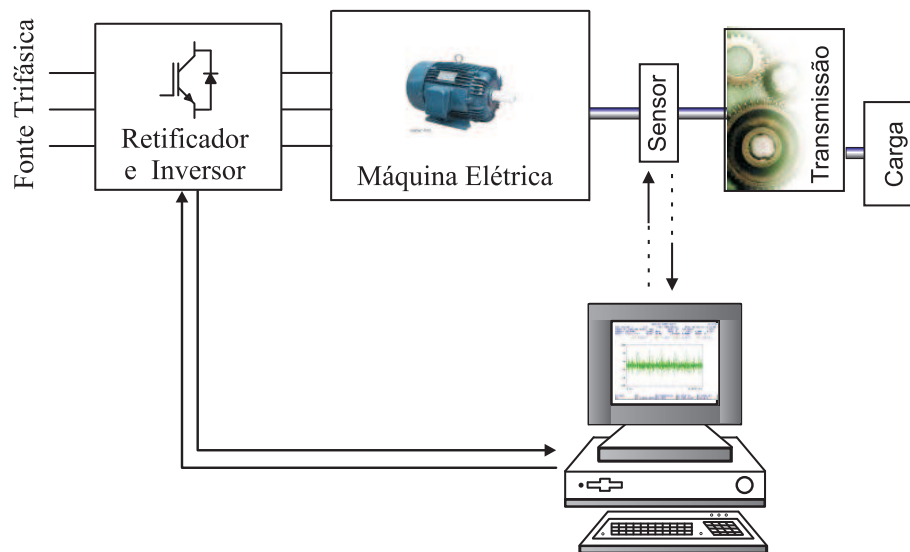 Fonte Trifásica
Retificador
e Inversor
Máquina Elétrica
Sensor
Transmissão
Carga